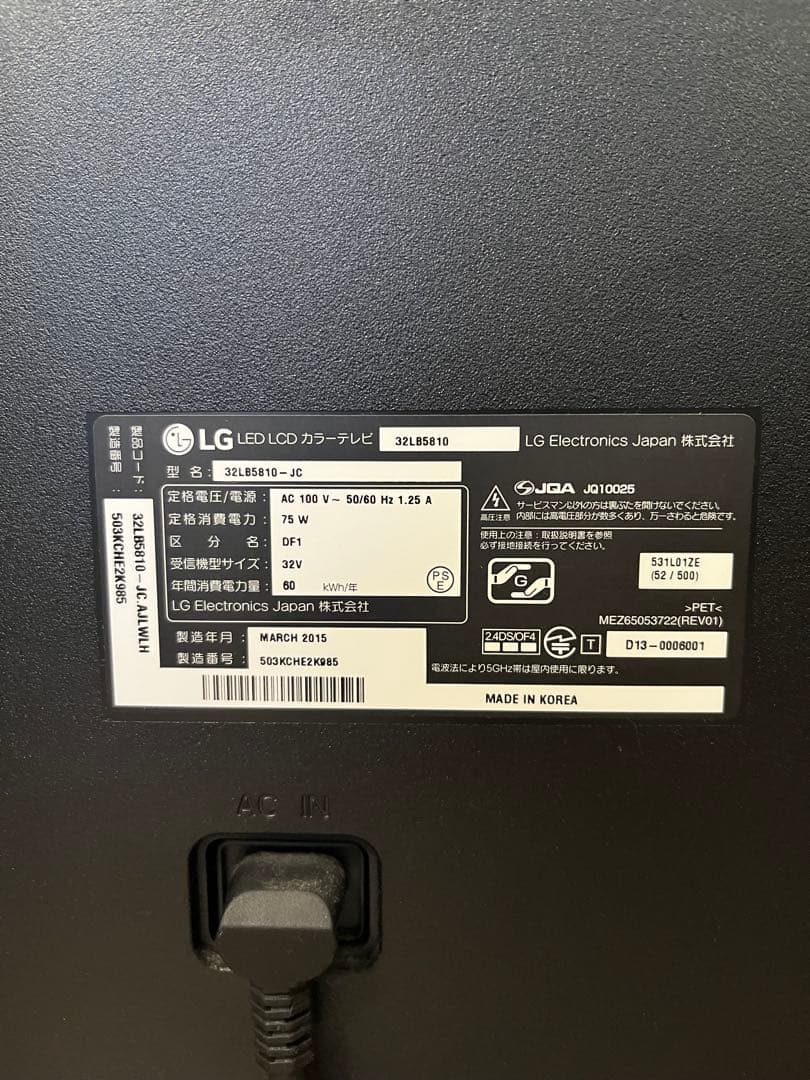 LG LED LCD カラーテレビ 32LB5810 LG Electronics Japan 株式会社
型 名 : 32LB5810-JC
定格電圧/電源 : AC 100 V~ 50/60 Hz 1.25 A
定格消費電力 : 75 W
区 分 名 : DF1
受信機型サイズ : 32V
年間消費電力量 : 60 kWh/年
PS
E
LG Electronics Japan 株式会社
製造年月 : MARCH 2015
製造番号 : 503KCHE2K985
JQA JQ10025
高圧注意
サービスマン以外の方は裏ぶたを開けないでください。
内部には高電圧部分が数多くあり、万一さわると危険です。
使用上の注意 : 取扱説明書を参照
必ず接地接続を行ってください。
G
531L01ZE
(52 / 500)
>PET<
MEZ65053722(REV01)
2.4DS/OF4
T D13-0006001
電波法により5GHz帯は屋内使用に限ります。
MADE IN KOREA
製品コード : 32LB5810-JC.AJLWLH
製造番号 : 503KCHE2K985
AC IN